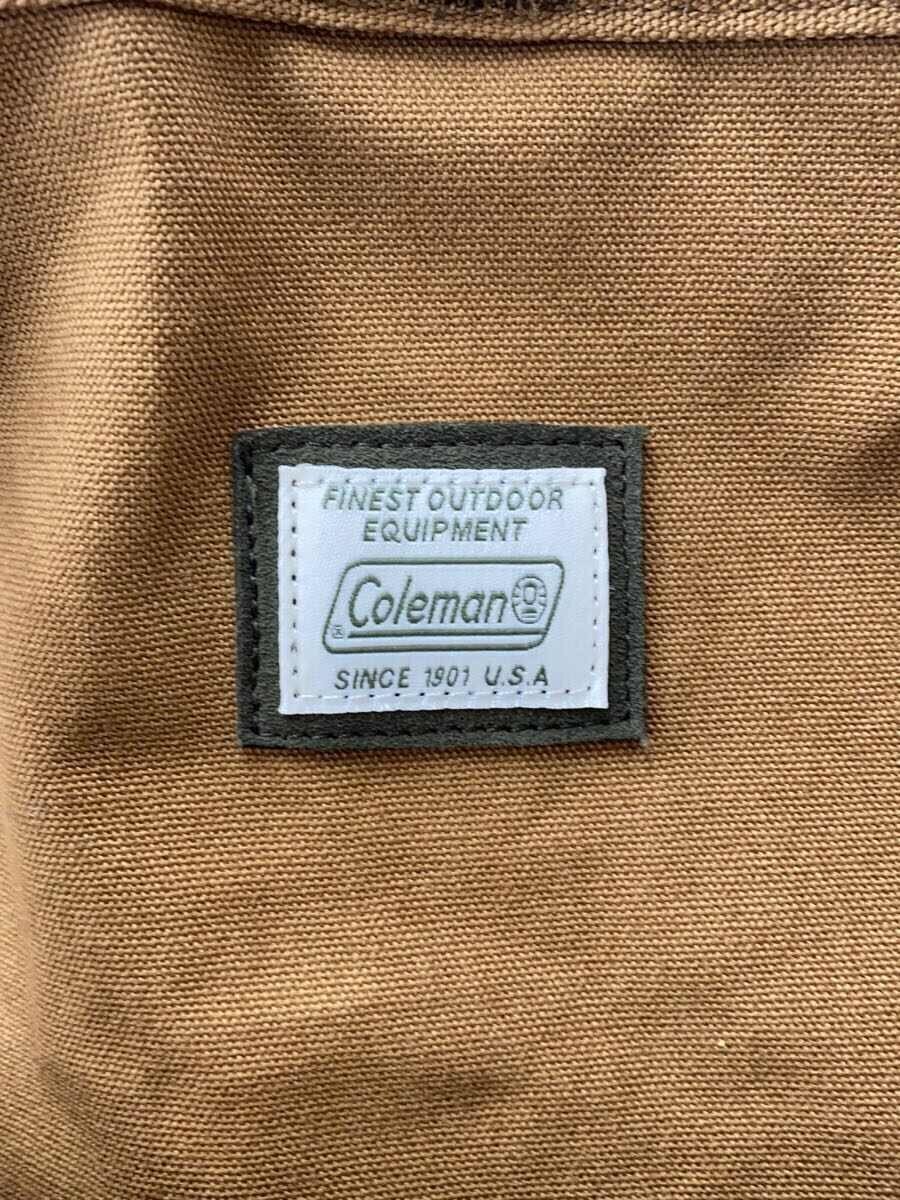 FINEST OUTDOOR
EQUIPMENT
Coleman
®
SINCE 1901 U.S.A